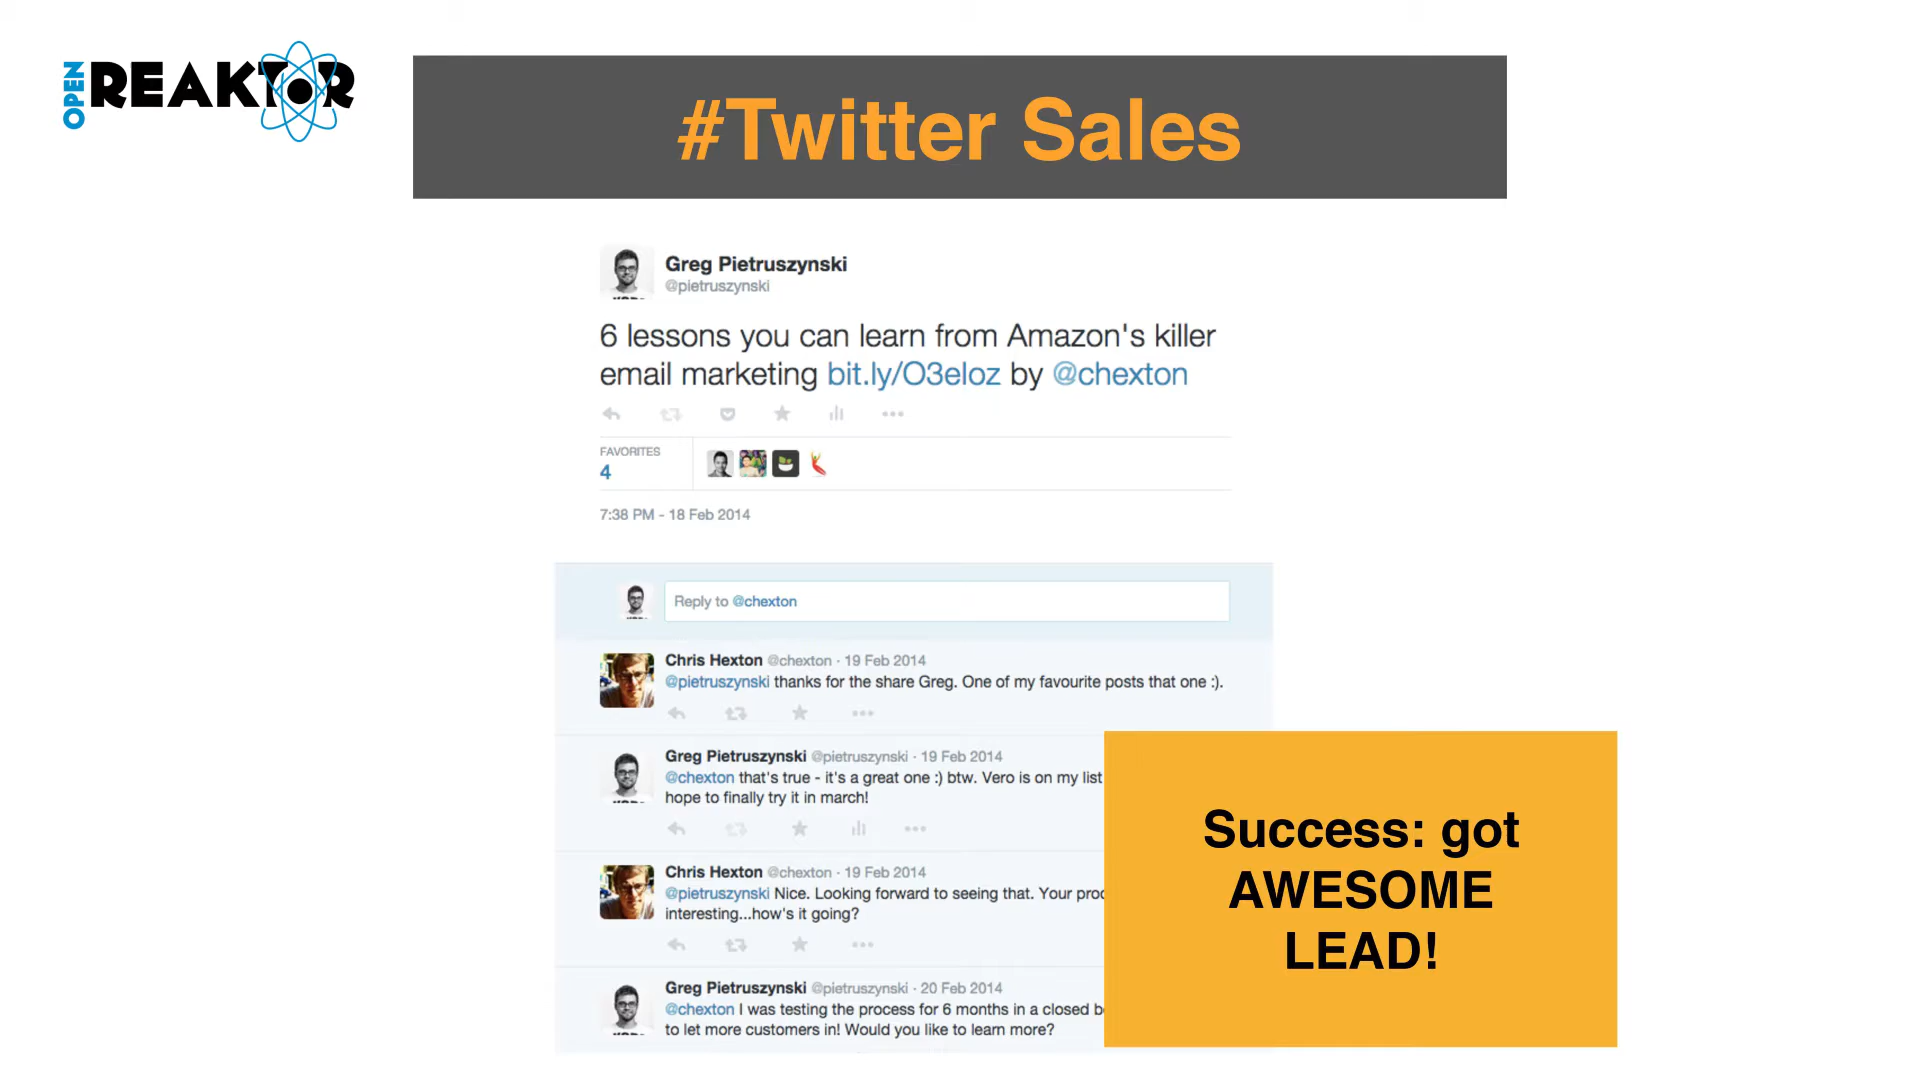 OPEN REAKTOR
#Twitter Sales
Greg Pietruszynski
@pietruszynski
6 lessons you can learn from Amazon's killer
email marketing bit.ly/O3eIoz by @chexton
FAVORITES
4
7:38 PM - 18 Feb 2014
Reply to @chexton
Chris Hexton @chexton · 19 Feb 2014
@pietruszynski thanks for the share Greg. One of my favourite posts that one :).
Greg Pietruszynski @pietruszynski · 19 Feb 2014
@chexton that's true - it's a great one :) btw. Vero is on my list
hope to finally try it in march!
Chris Hexton @chexton · 19 Feb 2014
@pietruszynski Nice. Looking forward to seeing that. Your
interesting...how's it going?
Greg Pietruszynski @pietruszynski · 20 Feb 2014
@chexton I was testing the process for 6 months in a closed
to let more customers in! Would you like to learn more?
Success: got
AWESOME
LEAD!